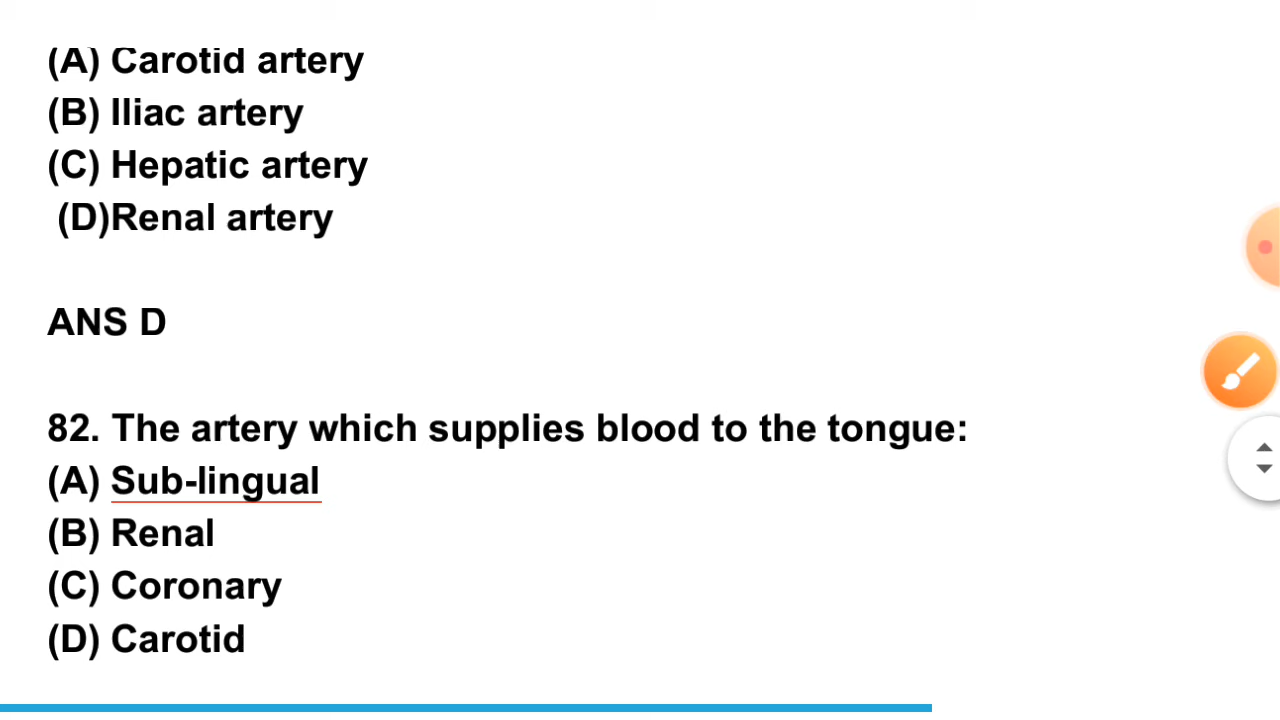 (A) Carotid artery
(B) Iliac artery
(C) Hepatic artery
(D)Renal artery
ANS D
82. The artery which supplies blood to the tongue:
(A) Sub-lingual
(B) Renal
(C) Coronary
(D) Carotid